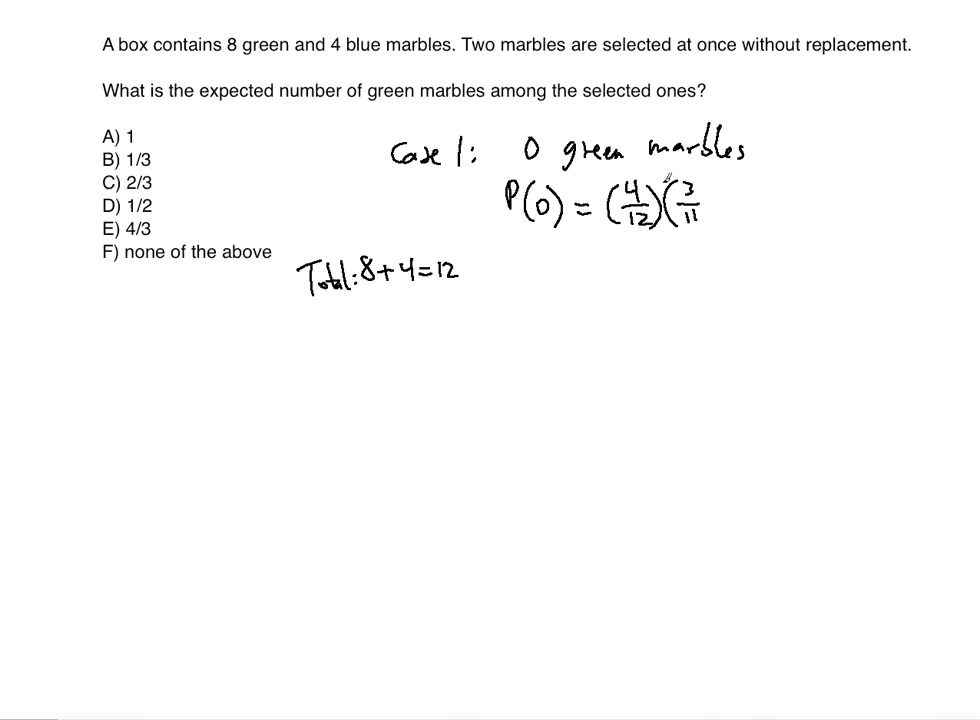 A box contains 8 green and 4 blue marbles. Two marbles are selected at once without replacement.
What is the expected number of green marbles among the selected ones?
A) 1
B) 1/3
C) 2/3
D) 1/2
E) 4/3
F) none of the above
Case 1: 0 green marbles
P(0) = (4/12)(3/11
Total: 8+4=12